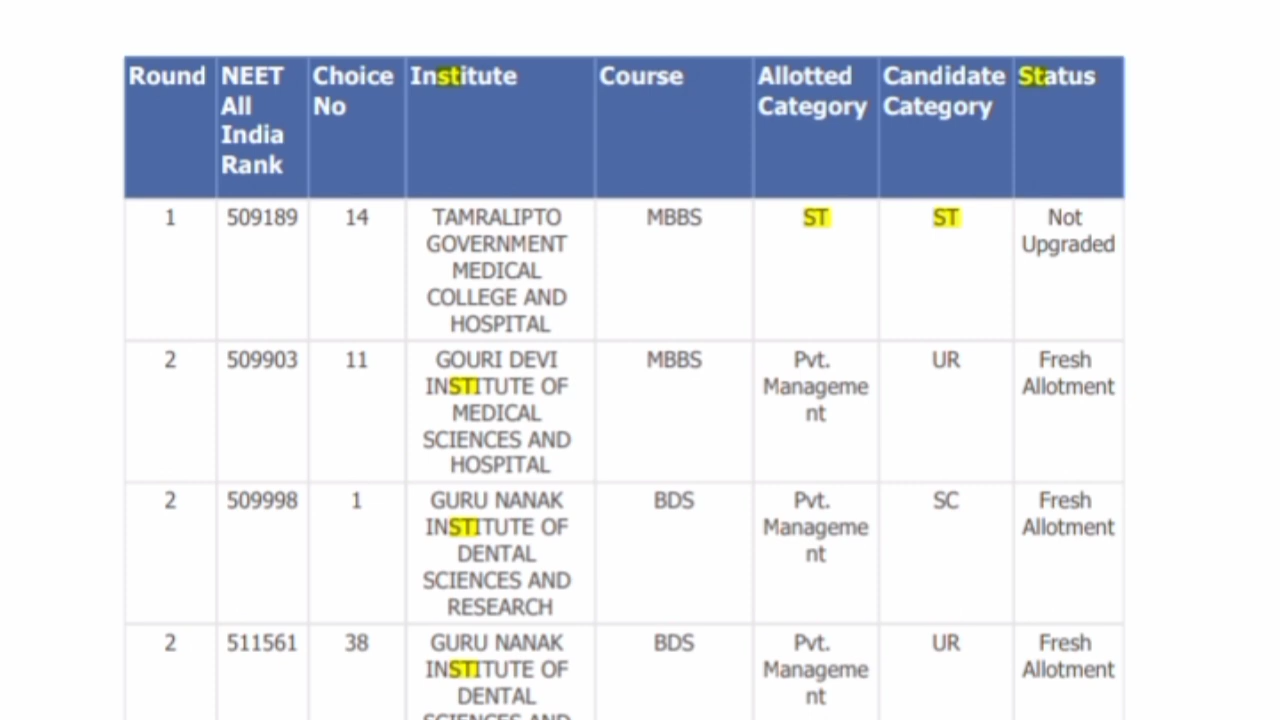 Round NEET Choice Institute Course Allotted Candidate Status
All No Category Category
India
Rank
1 509189 14 TAMRALIPTO MBBS ST ST Not
GOVERNMENT Upgraded
MEDICAL
COLLEGE AND
HOSPITAL
2 509903 11 GOURI DEVI MBBS Pvt. UR Fresh
INSTITUTE OF Manageme Allotment
MEDICAL nt
SCIENCES AND
HOSPITAL
2 509998 1 GURU NANAK BDS Pvt. SC Fresh
INSTITUTE OF Manageme Allotment
DENTAL nt
SCIENCES AND
RESEARCH
2 511561 38 GURU NANAK BDS Pvt. UR Fresh
INSTITUTE OF Manageme Allotment
DENTAL nt
SCIENCES AND